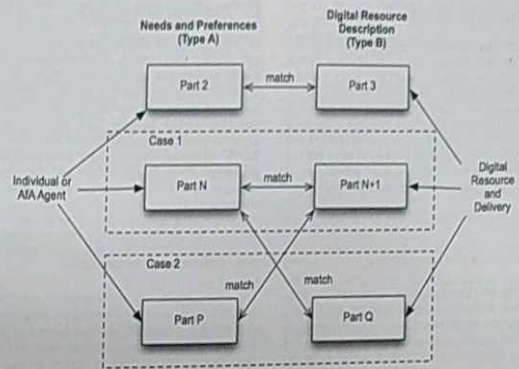 Needs and Preferences
(Type A)
Digital Resource
Description
(Type B)
Part 2
match
Part 3
Case 1
Individual or
AfA Agent
Part N
match
Part N+1
Digital
Resource
and
Delivery
Case 2
match
match
Part P
Part Q